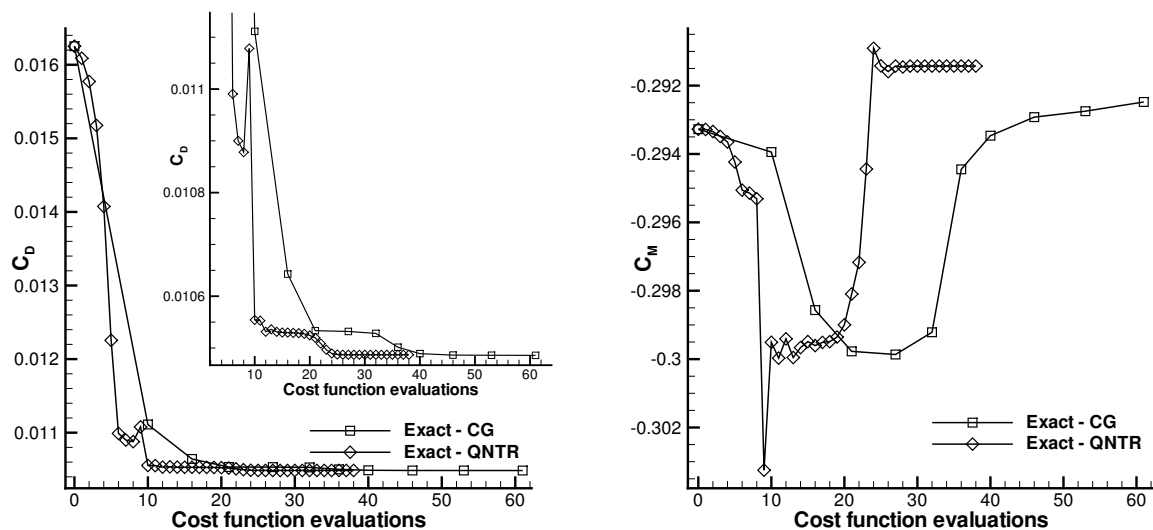 0.016
0.015
0.014
0.013
0.012
0.011
C_D
0 10 20 30 40 50 60
Cost function evaluations
Exact - CG
Exact - QNTR
0.011
0.0108
0.0106
C_D
10 20 30 40 50 60
Cost function evaluations
-0.292
-0.294
-0.296
-0.298
-0.3
-0.302
C_M
0 10 20 30 40 50 60
Cost function evaluations
Exact - CG
Exact - QNTR